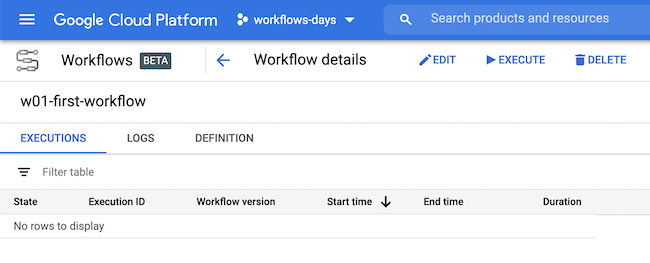 Google Cloud Platform workflows-days Search products and resources
Workflows BETA Workflow details EDIT EXECUTE DELETE
w01-first-workflow
EXECUTIONS LOGS DEFINITION
Filter table
State Execution ID Workflow version Start time End time Duration
No rows to display